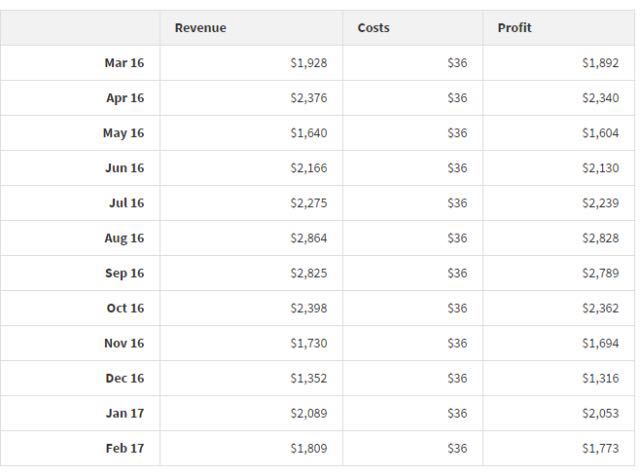 Revenue Costs Profit
Mar 16 $1,928 $36 $1,892
Apr 16 $2,376 $36 $2,340
May 16 $1,640 $36 $1,604
Jun 16 $2,166 $36 $2,130
Jul 16 $2,275 $36 $2,239
Aug 16 $2,864 $36 $2,828
Sep 16 $2,825 $36 $2,789
Oct 16 $2,398 $36 $2,362
Nov 16 $1,730 $36 $1,694
Dec 16 $1,352 $36 $1,316
Jan 17 $2,089 $36 $2,053
Feb 17 $1,809 $36 $1,773